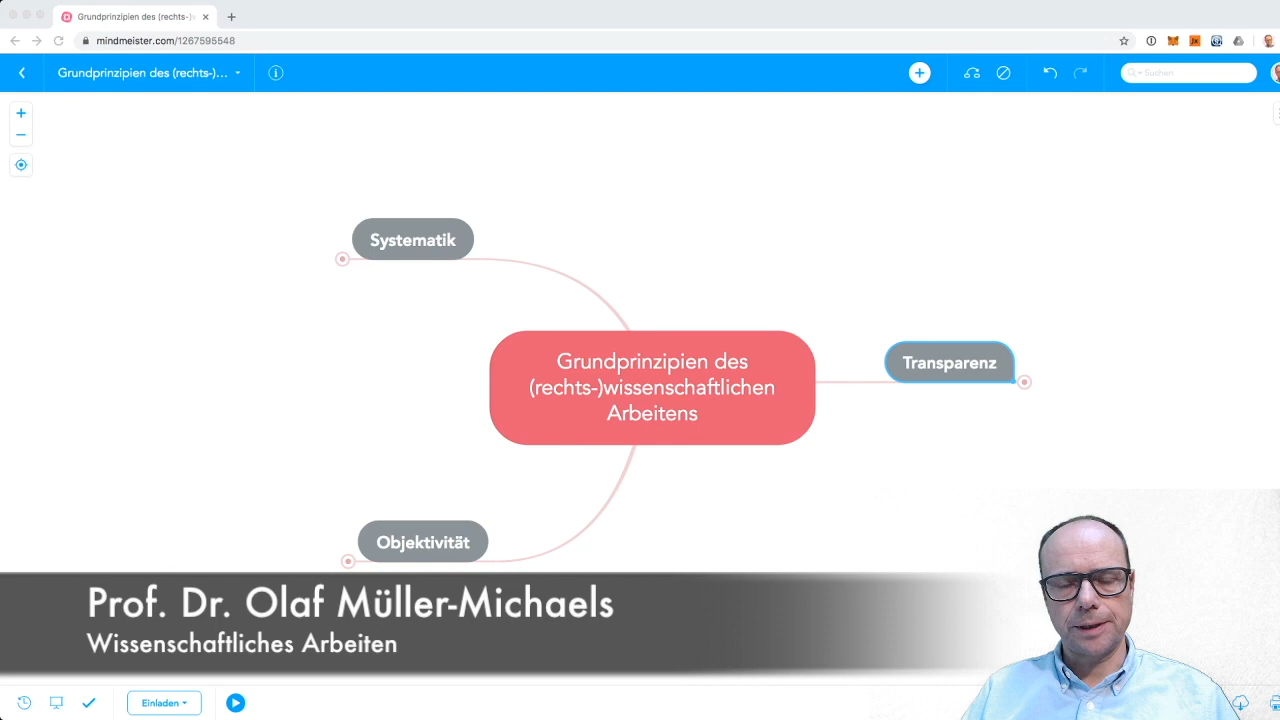 Grundprinzipien des (rechts-)
mindmeister.com/1267595548
Grundprinzipien des (rechts-)...
Suchen
Systematik
Grundprinzipien des
(rechts-)wissenschaftlichen
Arbeitens
Transparenz
Objektivität
Prof. Dr. Olaf Müller-Michaels
Wissenschaftliches Arbeiten
Einladen